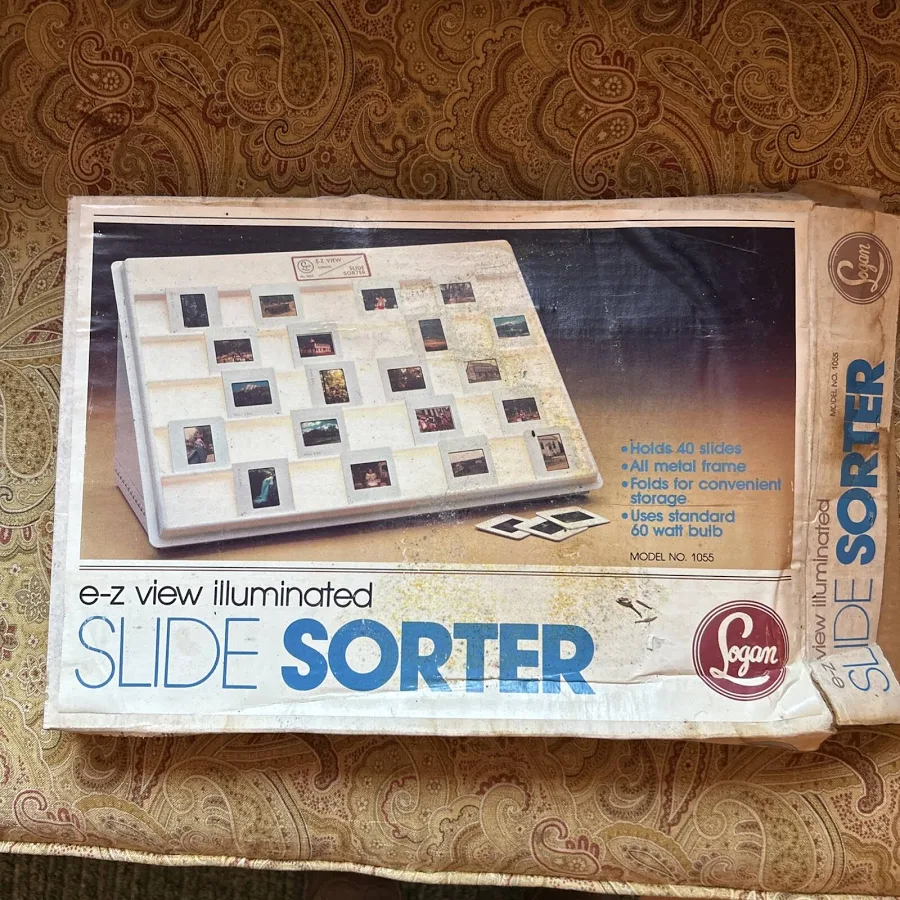 E-Z VIEW
SLIDE
SORTER
•Holds 40 slides
•All metal frame
•Folds for convenient
storage
•Uses standard
60 watt bulb
MODEL NO. 1055
e-z view illuminated
SLIDE SORTER
Logan
Logan
MODEL NO. 1055
e-z view illuminated
SLIDE SORTER